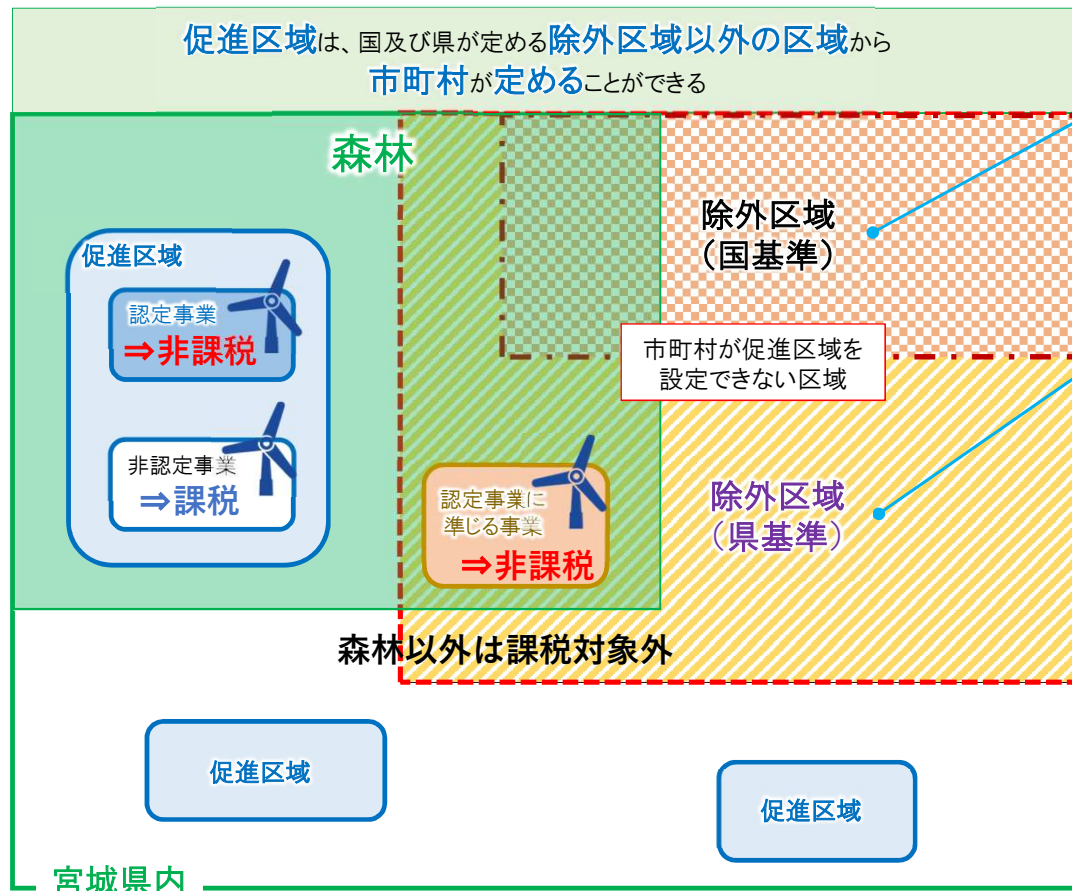 促進区域は、国及び県が定める除外区域以外の区域から
市町村が定めることができる
森林
除外区域
（国基準）
促進区域
認定事業
⇒非課税
市町村が促進区域を
設定できない区域
非認定事業
⇒課税
認定事業に
準じる事業
⇒非課税
除外区域
（県基準）
森林以外は課税対象外
促進区域
促進区域
宮城県内